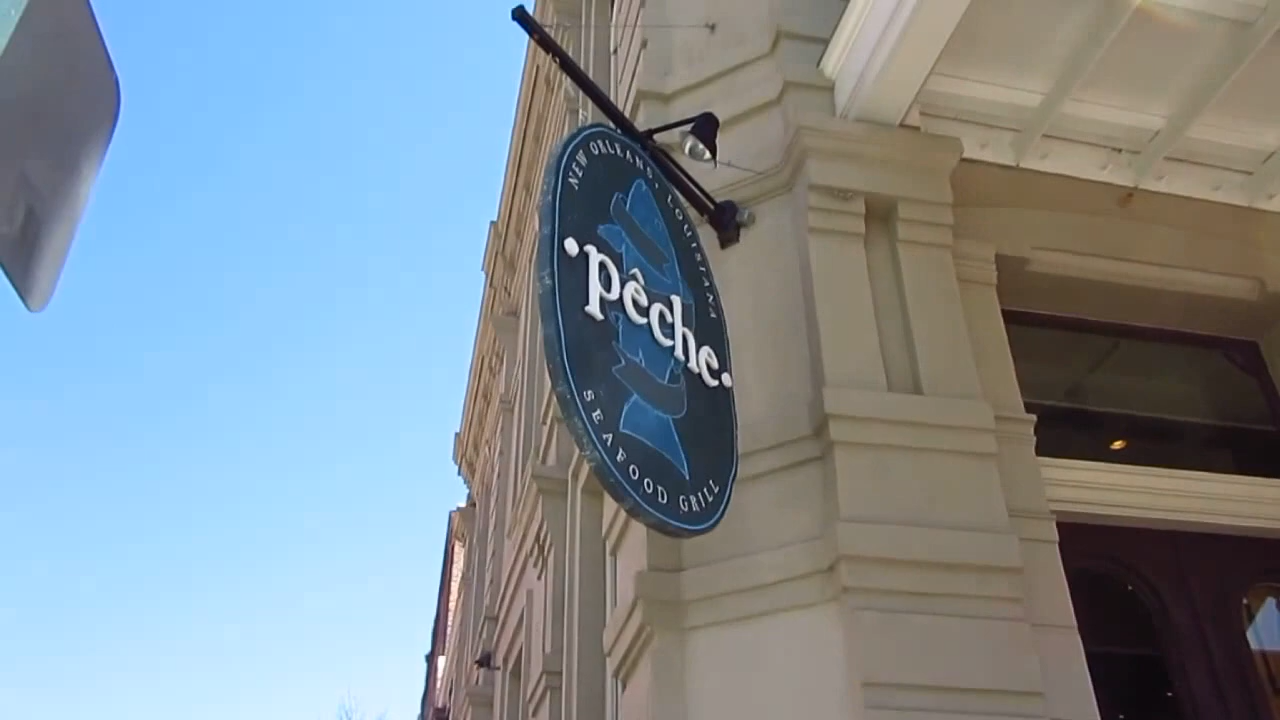 NEW ORLEANS, LOUISIANA
• pêche •
SEAFOOD GRILL